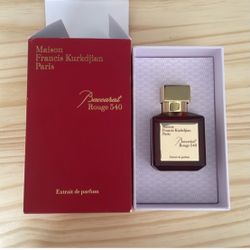 Maison
Francis Kurkdjian
Paris
Baccarat
Rouge 540
Extrait de parfum
Maison
Francis Kurkdjian
Paris
Baccarat
Rouge 540
Extrait de parfum